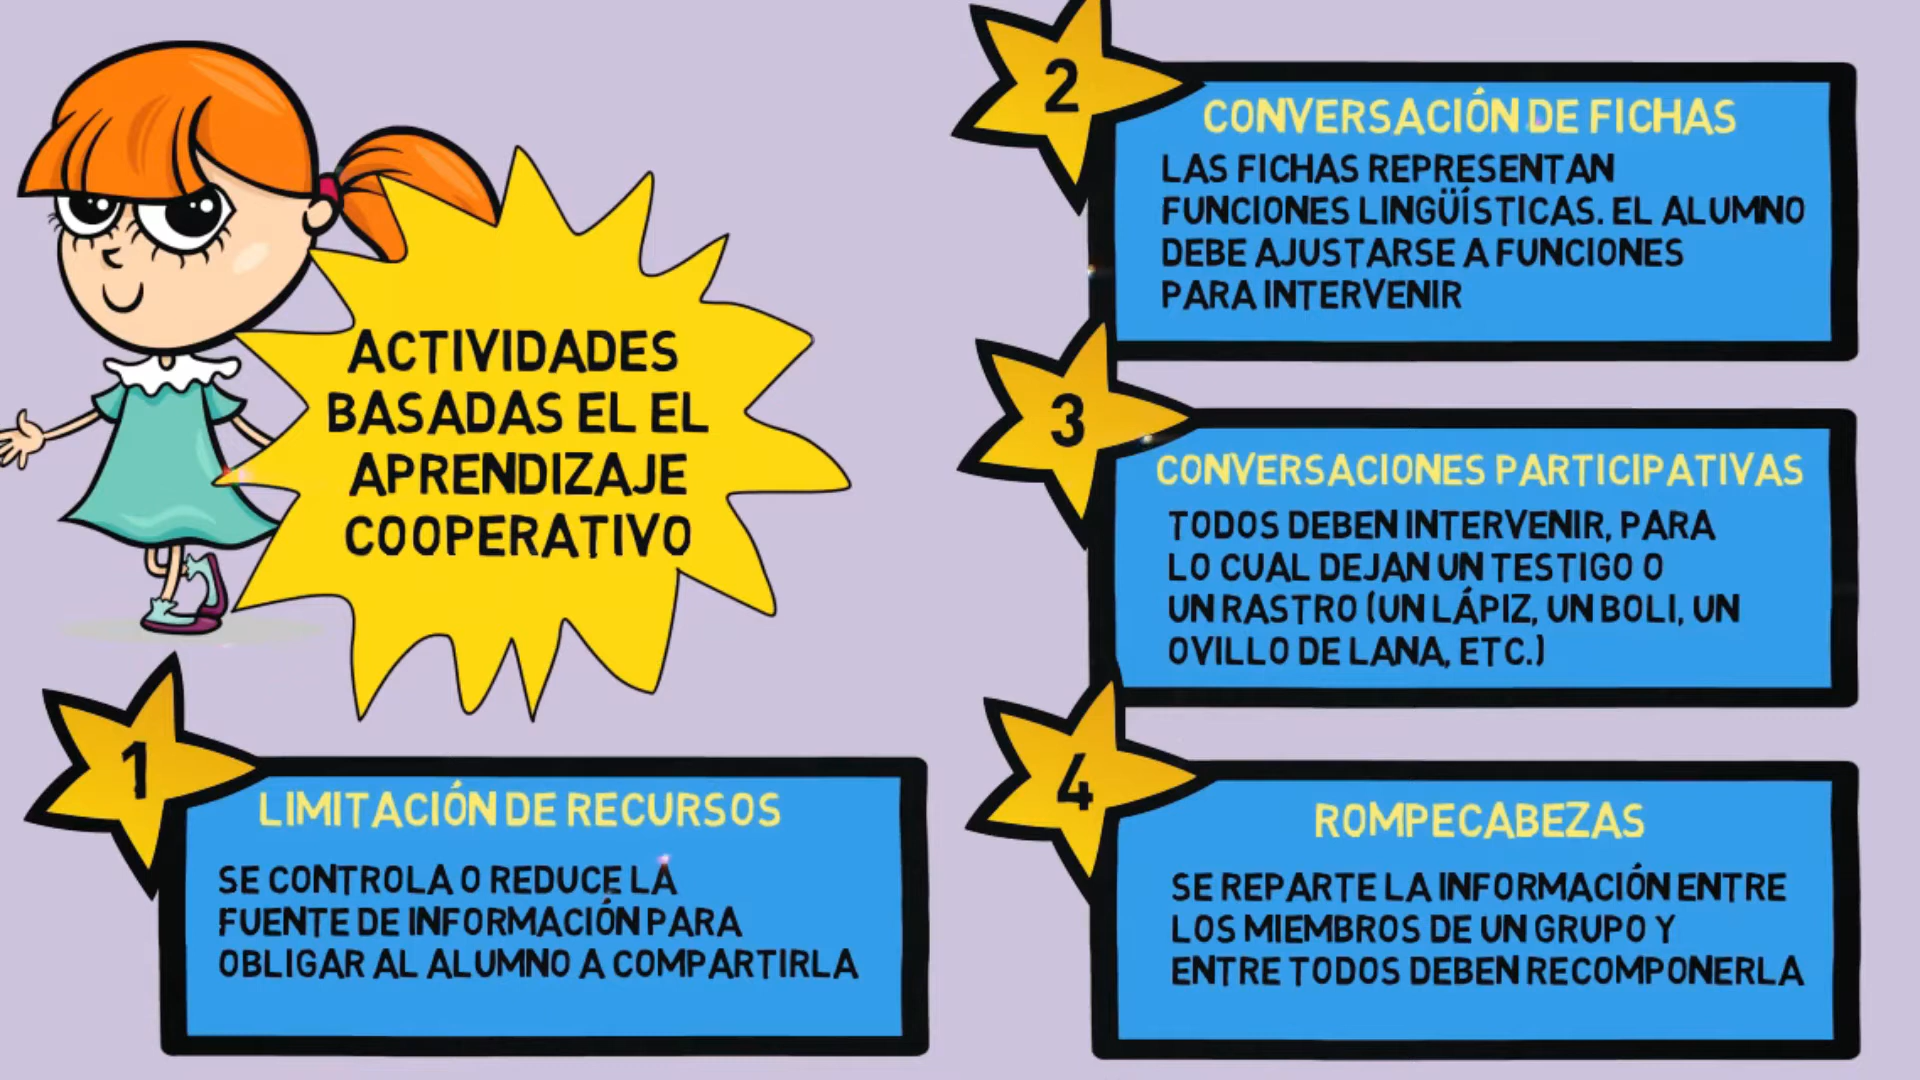 ACTIVIDADES
BASADAS EL EL
APRENDIZAJE
COOPERATIVO
1
LIMITACIÓN DE RECURSOS
SE CONTROLA O REDUCE LA
FUENTE DE INFORMACIÓN PARA
OBLIGAR AL ALUMNO A COMPARTIRLA
2
CONVERSACIÓN DE FICHAS
LAS FICHAS REPRESENTAN
FUNCIONES LINGÜÍSTICAS. EL ALUMNO
DEBE AJUSTARSE A FUNCIONES
PARA INTERVENIR
3
CONVERSACIONES PARTICIPATIVAS
TODOS DEBEN INTERVENIR, PARA
LO CUAL DEJAN UN TESTIGO O
UN RASTRO (UN LÁPIZ, UN BOLI, UN
OVILLO DE LANA, ETC.)
4
ROMPECABEZAS
SE REPARTE LA INFORMACIÓN ENTRE
LOS MIEMBROS DE UN GRUPO Y
ENTRE TODOS DEBEN RECOMPONERLA